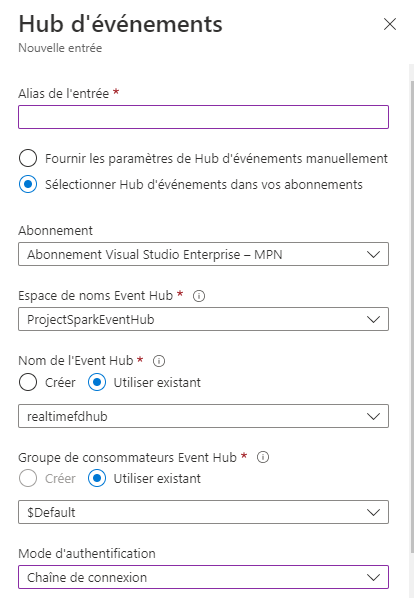 Hub d'événements
Nouvelle entrée
Alias de l'entrée *
Fournir les paramètres de Hub d'événements manuellement
Sélectionner Hub d'événements dans vos abonnements
Abonnement
Abonnement Visual Studio Enterprise – MPN
Espace de noms Event Hub *
ProjectSparkEventHub
Nom de l'Event Hub *
Créer Utiliser existant
realtimefdhub
Groupe de consommateurs Event Hub *
Créer Utiliser existant
$Default
Mode d'authentification
Chaîne de connexion